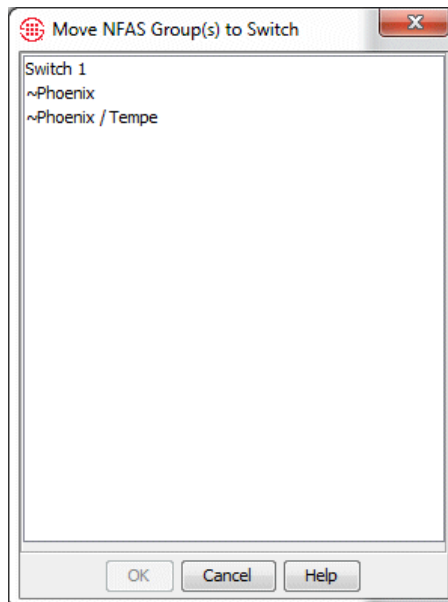 Move NFAS Group(s) to Switch
Switch 1
~Phoenix
~Phoenix / Tempe
OK
Cancel
Help